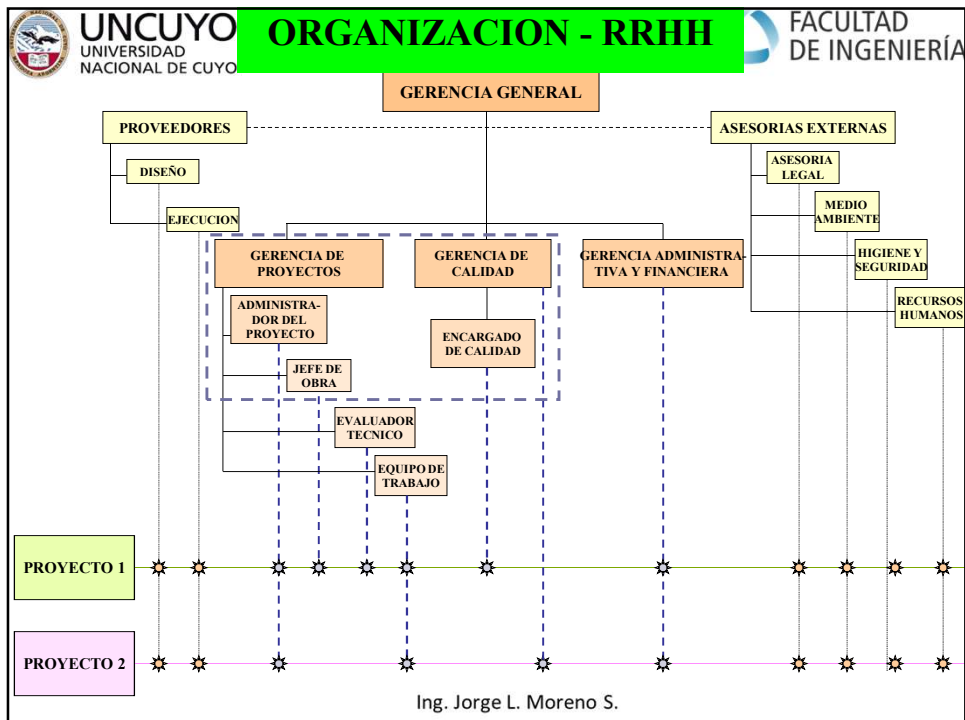 UNCUYO
UNIVERSIDAD
NACIONAL DE CUYO
ORGANIZACION - RRHH
FACULTAD
DE INGENIERÍA
GERENCIA GENERAL
PROVEEDORES
ASESORIAS EXTERNAS
DISEÑO
ASESORIA
LEGAL
EJECUCION
MEDIO
AMBIENTE
GERENCIA DE
PROYECTOS
GERENCIA DE
CALIDAD
GERENCIA ADMINISTRA-
TIVA Y FINANCIERA
HIGIENE Y
SEGURIDAD
ADMINISTRA-
DOR DEL
PROYECTO
ENCARGADO
DE CALIDAD
RECURSOS
HUMANOS
JEFE DE
OBRA
EVALUADOR
TECNICO
EQUIPO DE
TRABAJO
PROYECTO 1
PROYECTO 2
Ing. Jorge L. Moreno S.